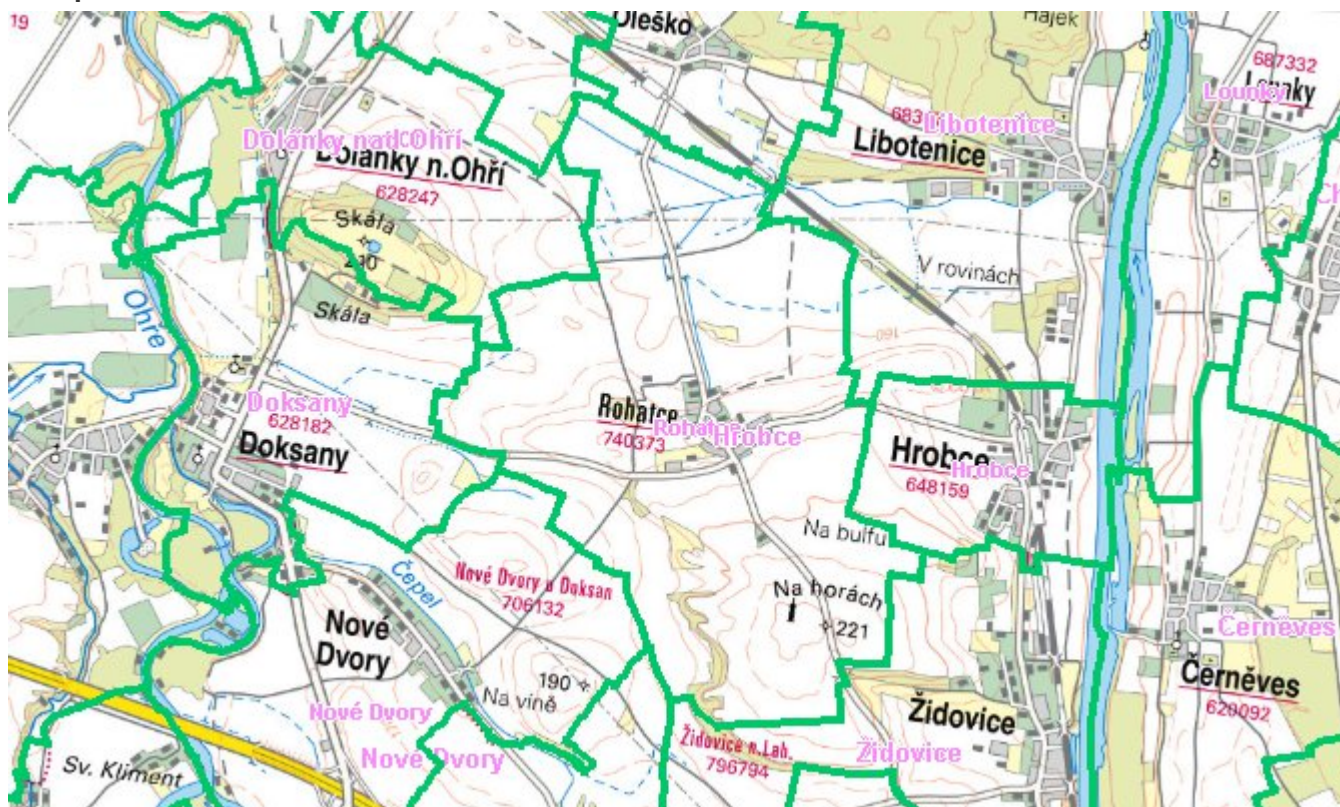 19
Oleško
Hájek
687332
Lounky
Lounky
Dolánky nad Ohří
Dolánky n.Ohří
628247
Libotenice
Libotenice
Skála
210
Skála
V rovinách
160
Ohře
Doksany
628182
Doksany
Rohatce
Rohatce
740373
Hrobce
Hrobce
Hrobce
648159
Na bulfu
Čepel
Nové Dvory u Doksan
706132
Na horách
221
Nové
Dvory
190
Na víně
Nové Dvory
Nové Dvory
Černěves
Černěves
620092
Židovice
Židovice n.Lab.
796794
Židovice
Sv. Kliment